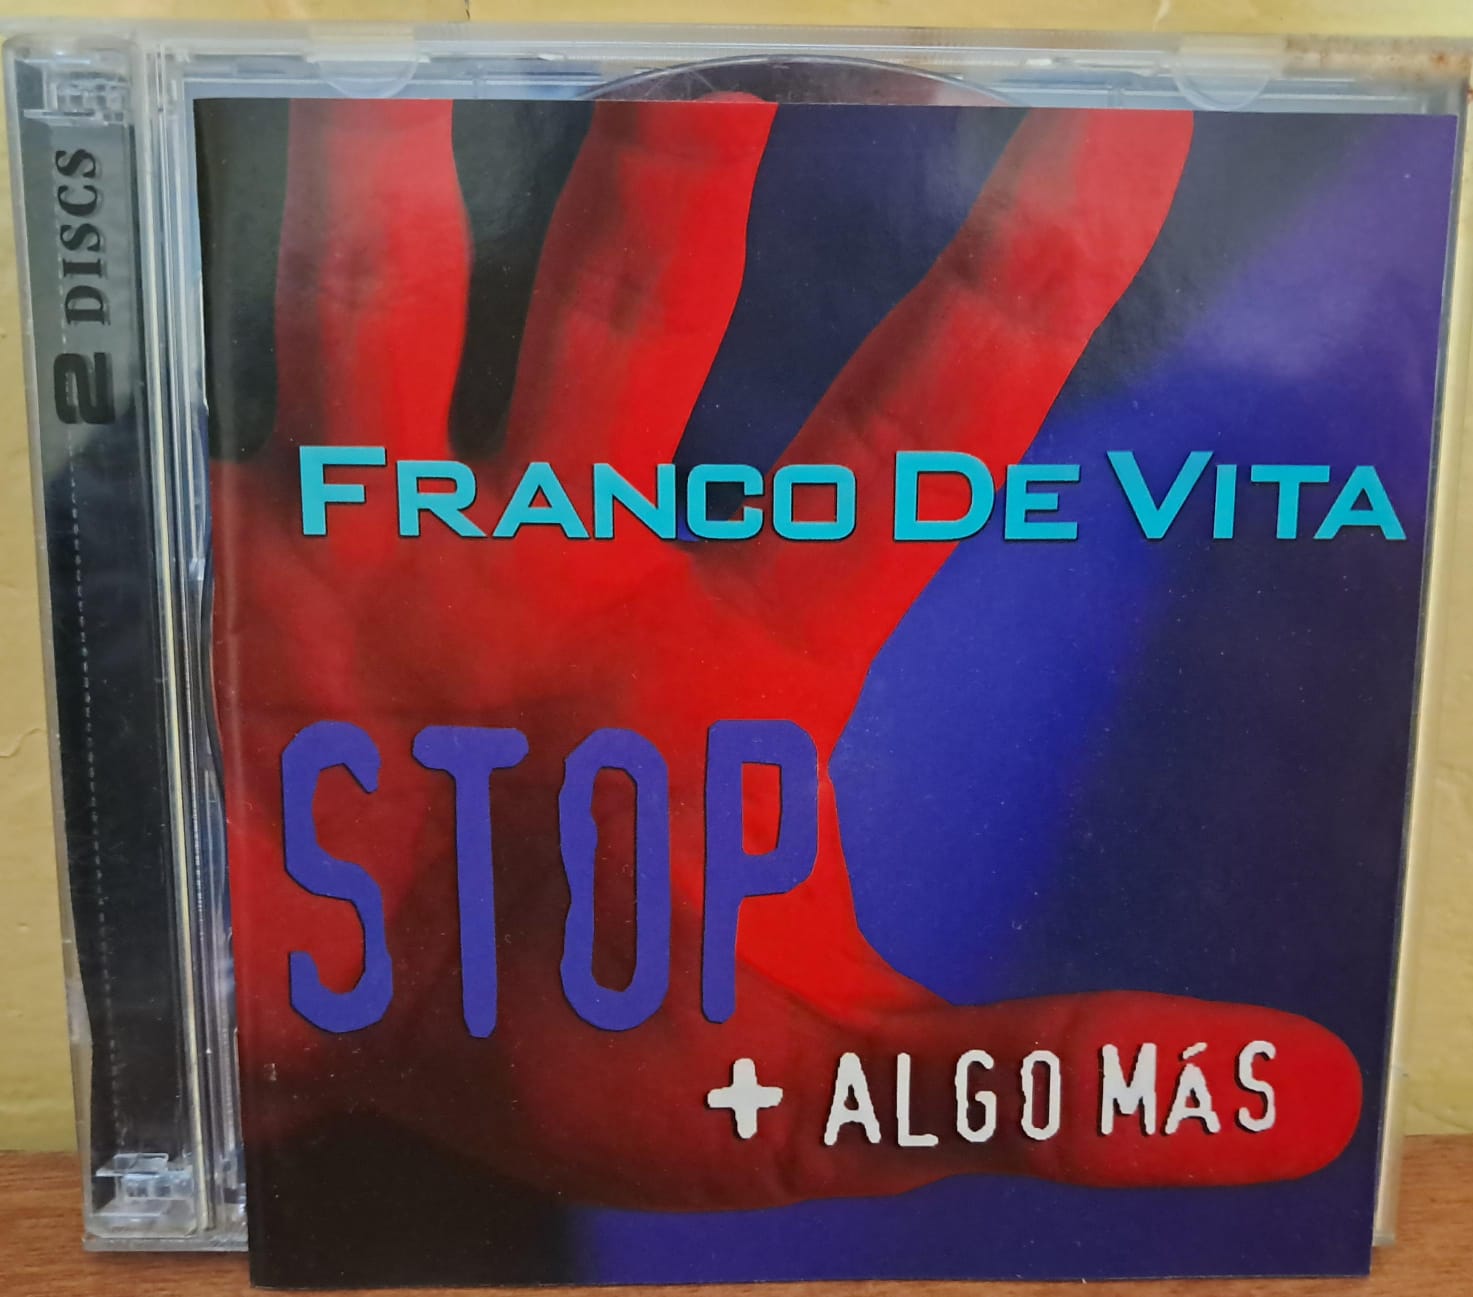 2 DISCS
FRANCO DE VITA
STOP
+ ALGO MÁS